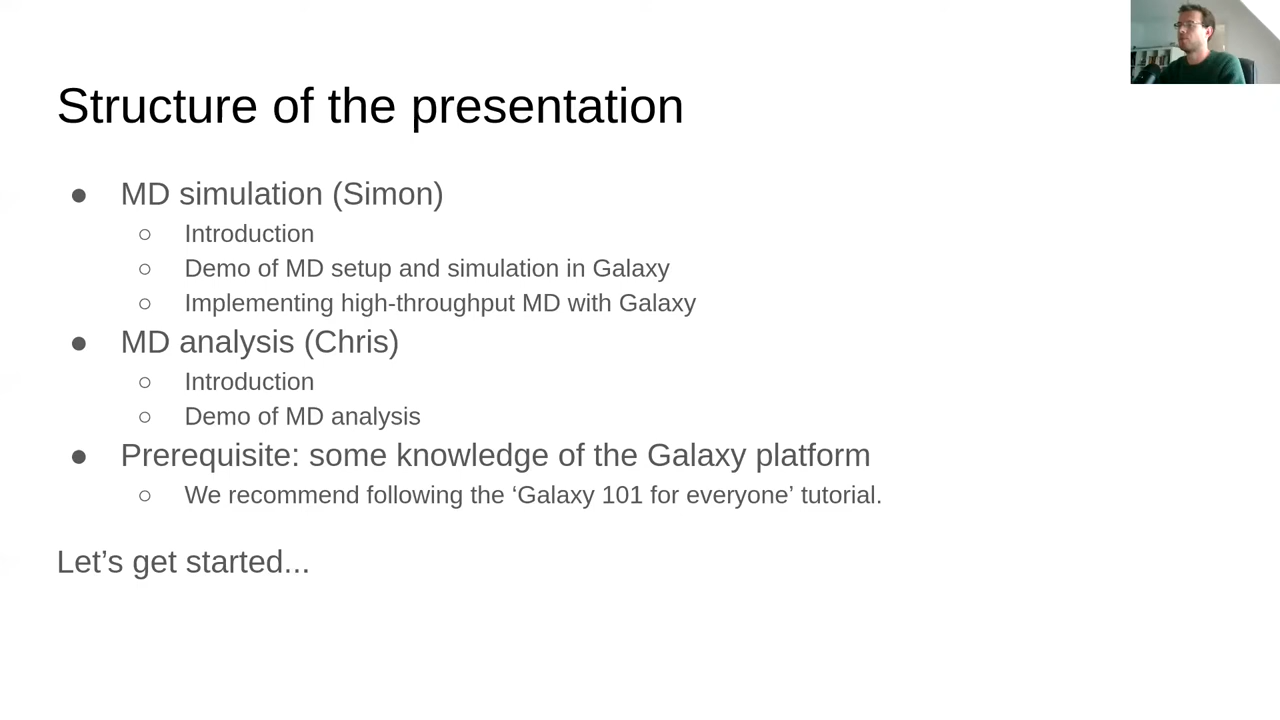 Structure of the presentation
● MD simulation (Simon)
○ Introduction
○ Demo of MD setup and simulation in Galaxy
○ Implementing high-throughput MD with Galaxy
● MD analysis (Chris)
○ Introduction
○ Demo of MD analysis
● Prerequisite: some knowledge of the Galaxy platform
○ We recommend following the ‘Galaxy 101 for everyone’ tutorial.
Let’s get started...